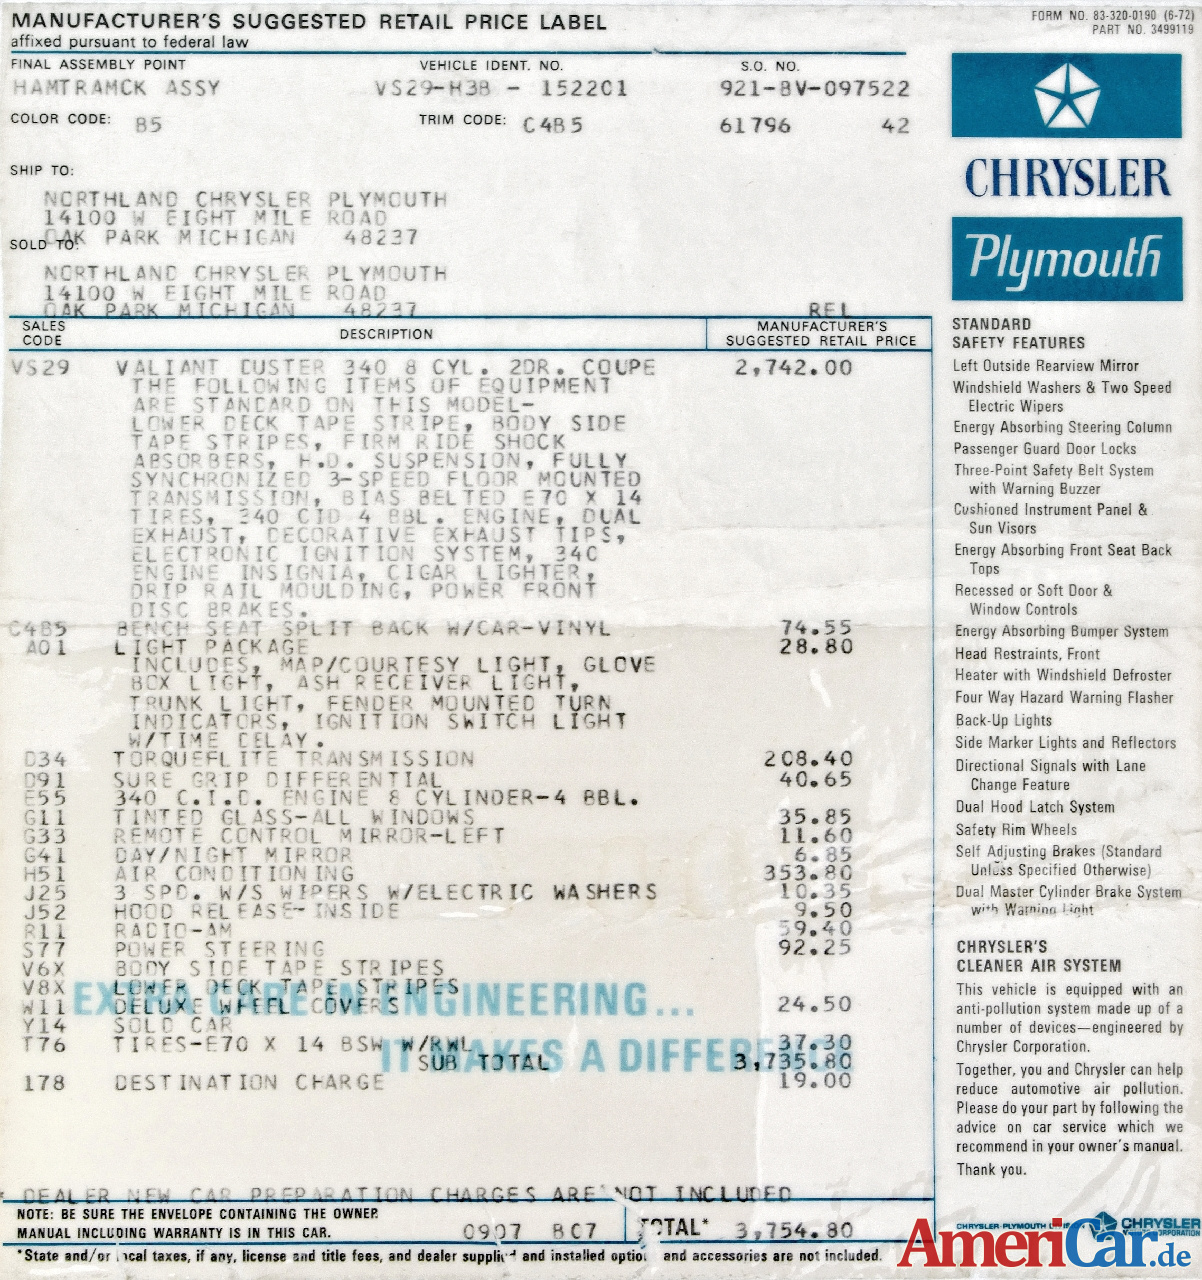 MANUFACTURER'S SUGGESTED RETAIL PRICE LABEL
affixed pursuant to federal law
FORM NO. 83-320-0190 (6-72)
PART NO. 3499119
FINAL ASSEMBLY POINT VEHICLE IDENT. NO. S.O. NO.
HAMTRAMCK ASSY VS29-H3B - 152201 921-BV-097522
COLOR CODE: B5 TRIM CODE: C4B5 61796 42
SHIP TO:
NORTHLAND CHRYSLER PLYMOUTH
14100 W EIGHT MILE ROAD
OAK PARK MICHIGAN 48237
SOLD TO:
NORTHLAND CHRYSLER PLYMOUTH
14100 W EIGHT MILE ROAD
OAK PARK MICHIGAN 48237 REL
SALES CODE DESCRIPTION MANUFACTURER'S SUGGESTED RETAIL PRICE
VS29 VALIANT DUSTER 340 8 CYL. 2DR. COUPE 2,742.00
THE FOLLOWING ITEMS OF EQUIPMENT
ARE STANDARD ON THIS MODEL-
LOWER DECK TAPE STRIPE, BODY SIDE
TAPE STRIPES, FIRM RIDE SHOCK
ABSORBERS, H.D. SUSPENSION, FULLY
SYNCHRONIZED 3-SPEED FLOOR MOUNTED
TRANSMISSION, BIAS BELTED E70 X 14
TIRES, 340 CID 4 BBL. ENGINE, DUAL
EXHAUST, DECORATIVE EXHAUST TIPS,
ELECTRONIC IGNITION SYSTEM, 340
ENGINE INSIGNIA, CIGAR LIGHTER,
DRIP RAIL MOULDING, POWER FRONT
DISC BRAKES.
C4B5 BENCH SEAT SPLIT BACK W/CAR-VINYL 74.55
A01 LIGHT PACKAGE 28.80
INCLUDES, MAP/COURTESY LIGHT, GLOVE
BOX LIGHT, ASH RECEIVER LIGHT,
TRUNK LIGHT, FENDER MOUNTED TURN
INDICATORS, IGNITION SWITCH LIGHT
W/TIME DELAY.
D34 TORQUEFLITE TRANSMISSION 208.40
D91 SURE GRIP DIFFERENTIAL 40.65
E55 340 C.I.D. ENGINE 8 CYLINDER-4 BBL.
G11 TINTED GLASS-ALL WINDOWS 35.85
G33 REMOTE CONTROL MIRROR-LEFT 11.60
G41 DAY/NIGHT MIRROR 6.85
H51 AIR CONDITIONING 353.80
J25 3 SPD. W/S WIPERS W/ELECTRIC WASHERS 10.35
J52 HOOD RELEASE-INSIDE 9.50
R11 RADIO-AM 59.40
S77 POWER STEERING 92.25
V6X BODY SIDE TAPE STRIPES
V8X LOWER DECK TAPE STRIPES
EXTRA CARE IN ENGINEERING...
W11 DELUXE WHEEL COVERS 24.50
Y14 SOLD CAR
T76 TIRES-E70 X 14 BSW W/RWL 37.30
IT MAKES A DIFFERENCE
SUB TOTAL 3,735.80
178 DESTINATION CHARGE 19.00
DEALER NEW CAR PREPARATION CHARGES ARE NOT INCLUDED
NOTE: BE SURE THE ENVELOPE CONTAINING THE OWNER
MANUAL INCLUDING WARRANTY IS IN THIS CAR. 0907 BC7 TOTAL* 3,754.80
*State and/or local taxes, if any, license and title fees, and dealer supplied and installed options and accessories are not included.
CHRYSLER
Plymouth
STANDARD
SAFETY FEATURES
Left Outside Rearview Mirror
Windshield Washers & Two Speed
Electric Wipers
Energy Absorbing Steering Column
Passenger Guard Door Locks
Three-Point Safety Belt System
with Warning Buzzer
Cushioned Instrument Panel &
Sun Visors
Energy Absorbing Front Seat Back
Tops
Recessed or Soft Door &
Window Controls
Energy Absorbing Bumper System
Head Restraints, Front
Heater with Windshield Defroster
Four Way Hazard Warning Flasher
Back-Up Lights
Side Marker Lights and Reflectors
Directional Signals with Lane
Change Feature
Dual Hood Latch System
Safety Rim Wheels
Self Adjusting Brakes (Standard
Unless Specified Otherwise)
Dual Master Cylinder Brake System
with Warning Light
CHRYSLER'S
CLEANER AIR SYSTEM
This vehicle is equipped with an
anti-pollution system made up of a
number of devices—engineered by
Chrysler Corporation.
Together, you and Chrysler can help
reduce automotive air pollution.
Please do your part by following the
advice on car service which we
recommend in your owner's manual.
Thank you.
CHRYSLER-PLYMOUTH
CHRYSLER
CORPORATION
AmeriCar.de